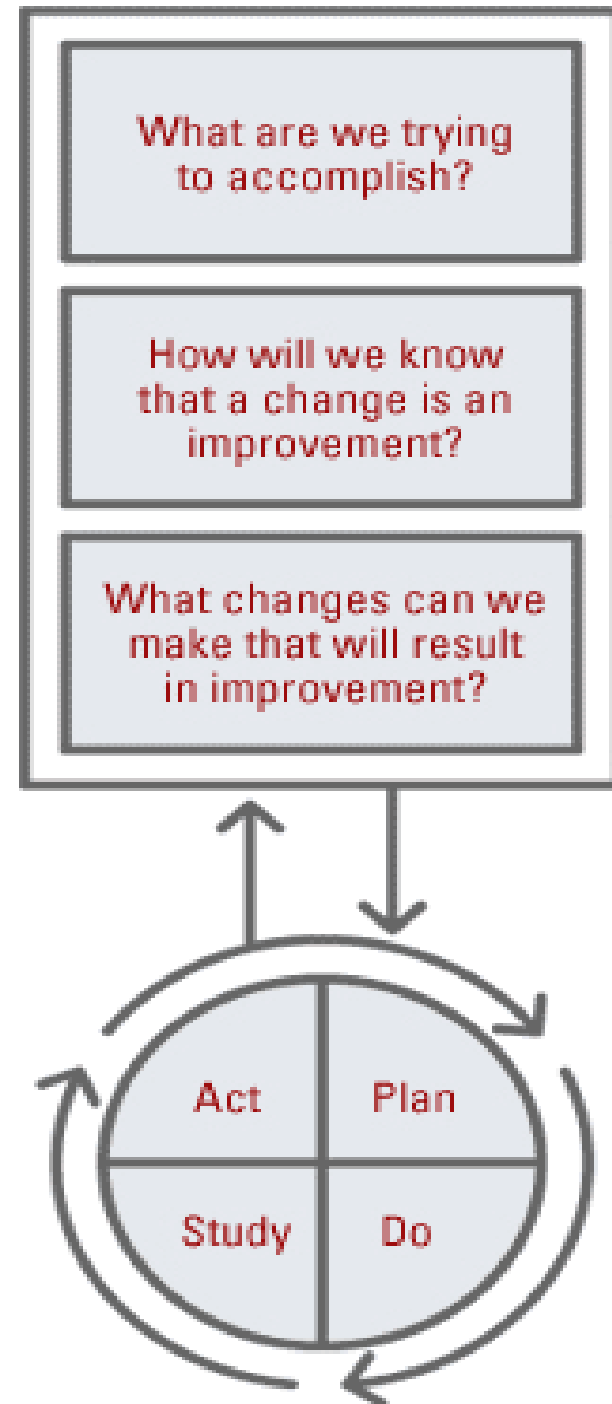 What are we trying
to accomplish?
How will we know
that a change is an
improvement?
What changes can we
make that will result
in improvement?
Act Plan
Study Do